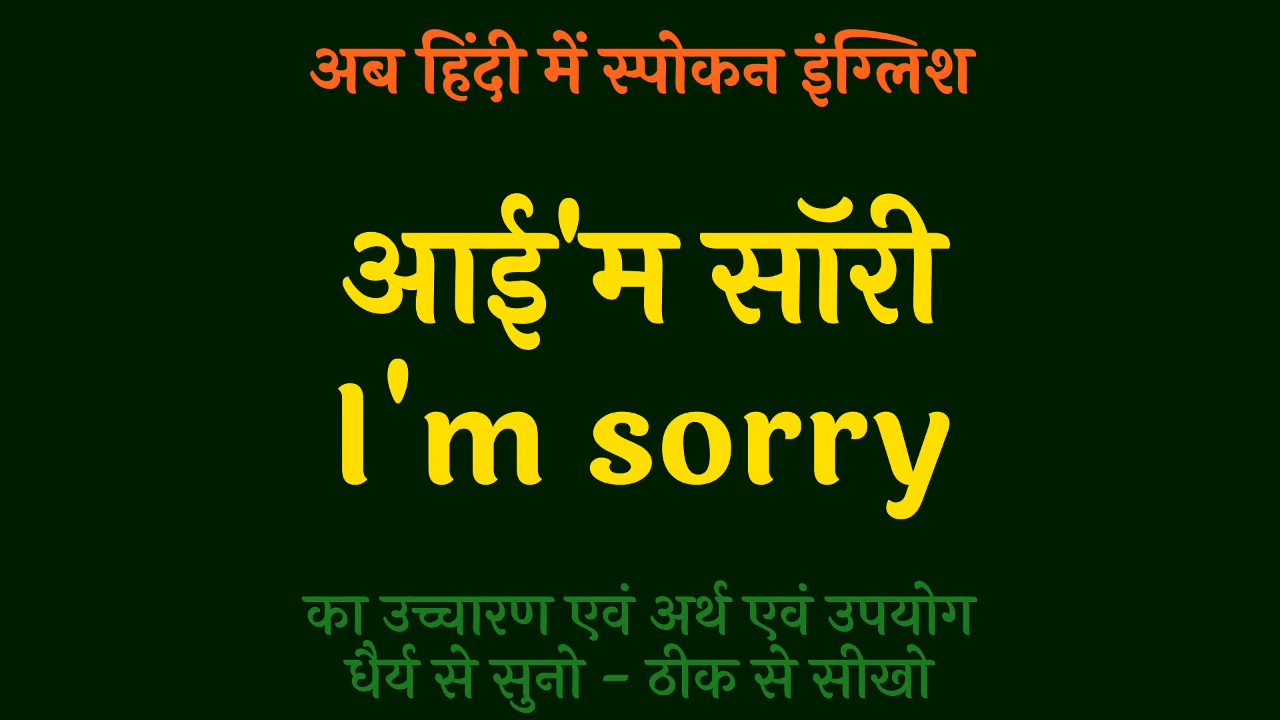 अब हिंदी में स्पोकन इंग्लिश
आई'म सॉरी
I'm sorry
का उच्चारण एवं अर्थ एवं उपयोग
धैर्य से सुनो - ठीक से सीखो